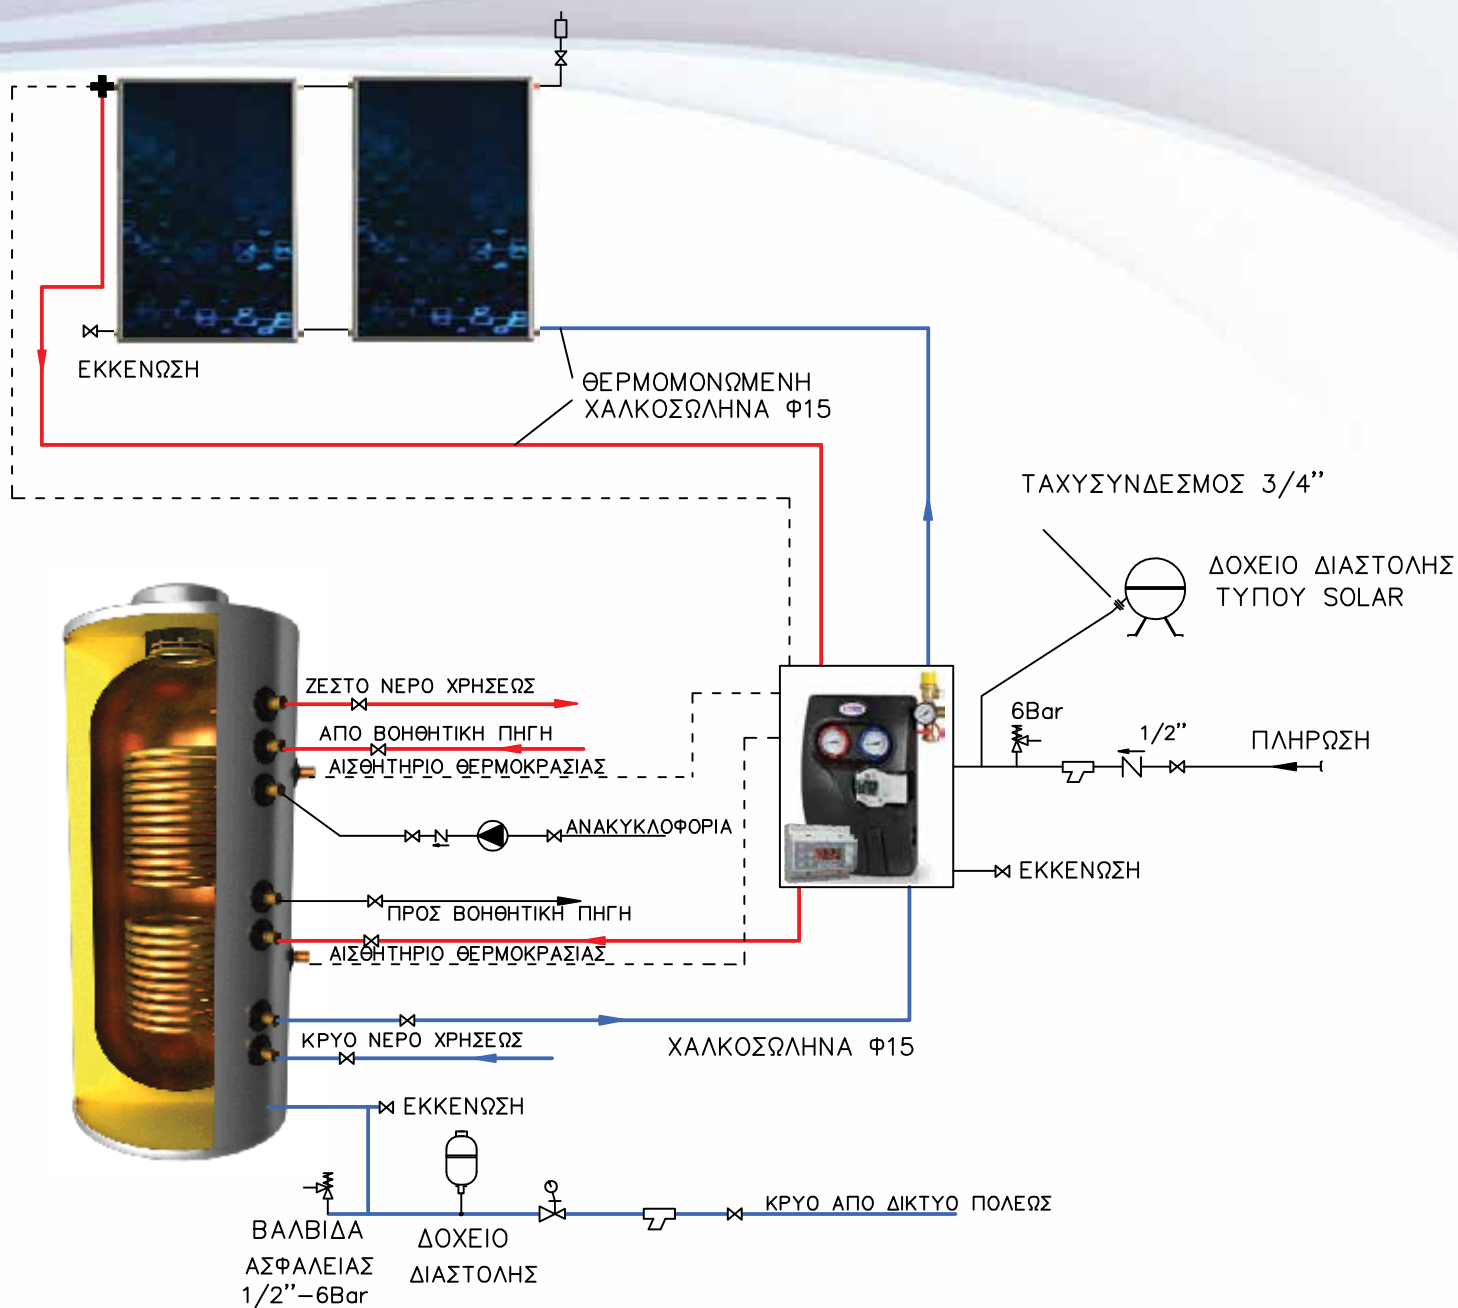 ΕΚΚΕΝΩΣΗ
ΘΕΡΜΟΜΟΝΩΜΕΝΗ
ΧΑΛΚΟΣΩΛΗΝΑ Φ15
ΤΑΧΥΣΥΝΔΕΣΜΟΣ 3/4’’
ΔΟΧΕΙΟ ΔΙΑΣΤΟΛΗΣ
ΤΥΠΟΥ SOLAR
ΖΕΣΤΟ ΝΕΡΟ ΧΡΗΣΕΩΣ
6Bar
1/2’’
ΠΛΗΡΩΣΗ
ΑΠΟ ΒΟΗΘΗΤΙΚΗ ΠΗΓΗ
ΑΙΣΘΗΤΗΡΙΟ ΘΕΡΜΟΚΡΑΣΙΑΣ
ΑΝΑΚΥΚΛΟΦΟΡΙΑ
ΕΚΚΕΝΩΣΗ
ΠΡΟΣ ΒΟΗΘΗΤΙΚΗ ΠΗΓΗ
ΑΙΣΘΗΤΗΡΙΟ ΘΕΡΜΟΚΡΑΣΙΑΣ
ΚΡΥΟ ΝΕΡΟ ΧΡΗΣΕΩΣ
ΧΑΛΚΟΣΩΛΗΝΑ Φ15
ΕΚΚΕΝΩΣΗ
ΚΡΥΟ ΑΠΟ ΔΙΚΤΥΟ ΠΟΛΕΩΣ
ΒΑΛΒΙΔΑ
ΑΣΦΑΛΕΙΑΣ
1/2’’-6Bar
ΔΟΧΕΙΟ
ΔΙΑΣΤΟΛΗΣ